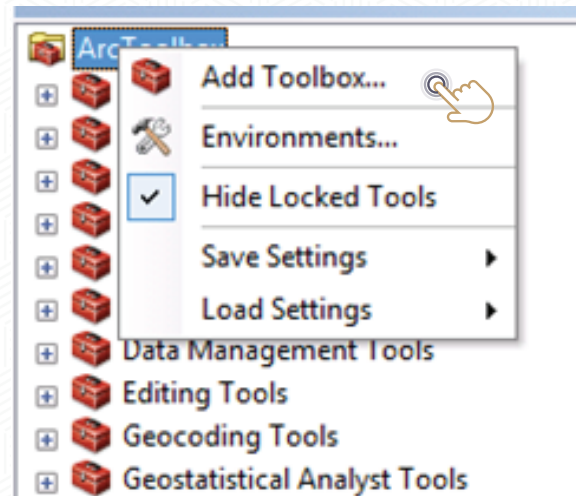 ArcToolbox
Add Toolbox...
Environments...
Hide Locked Tools
Save Settings
Load Settings
Data Management Tools
Editing Tools
Geocoding Tools
Geostatistical Analyst Tools